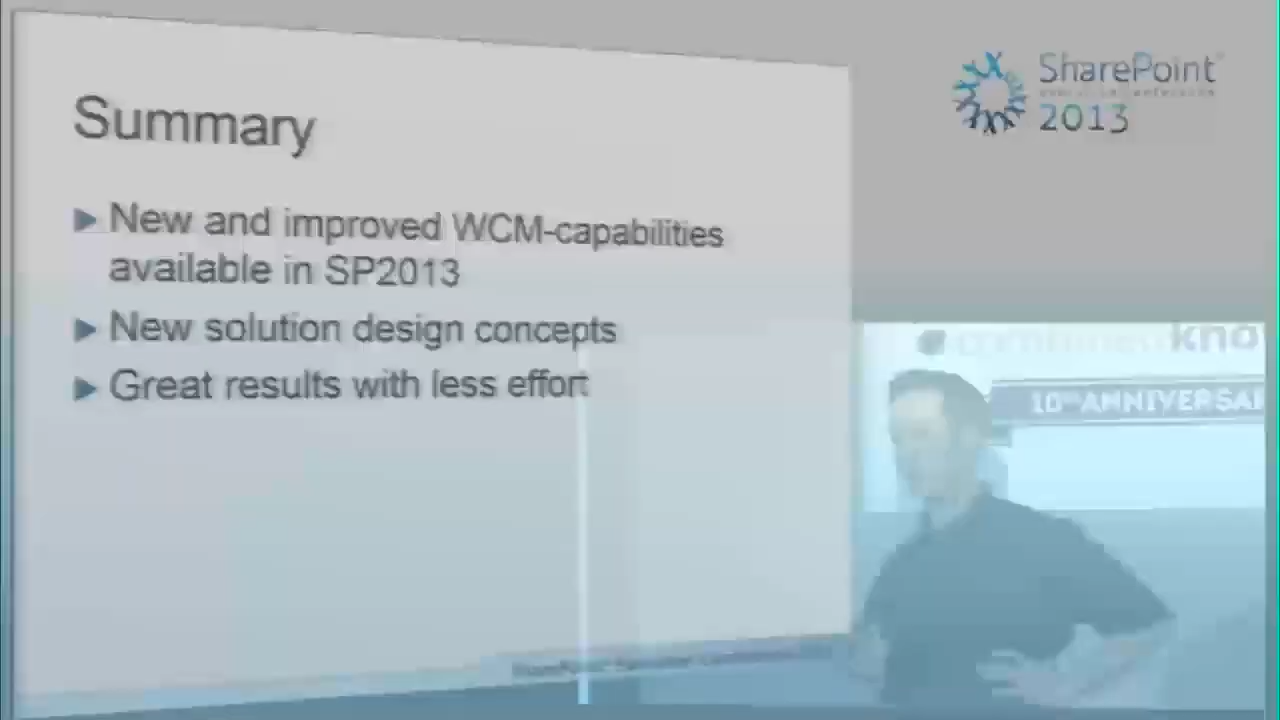 Summary
New and improved WCM-capabilities
available in SP2013
New solution design concepts
Great results with less effort
SharePoint
2013
kno
10TH ANNIVERSAR